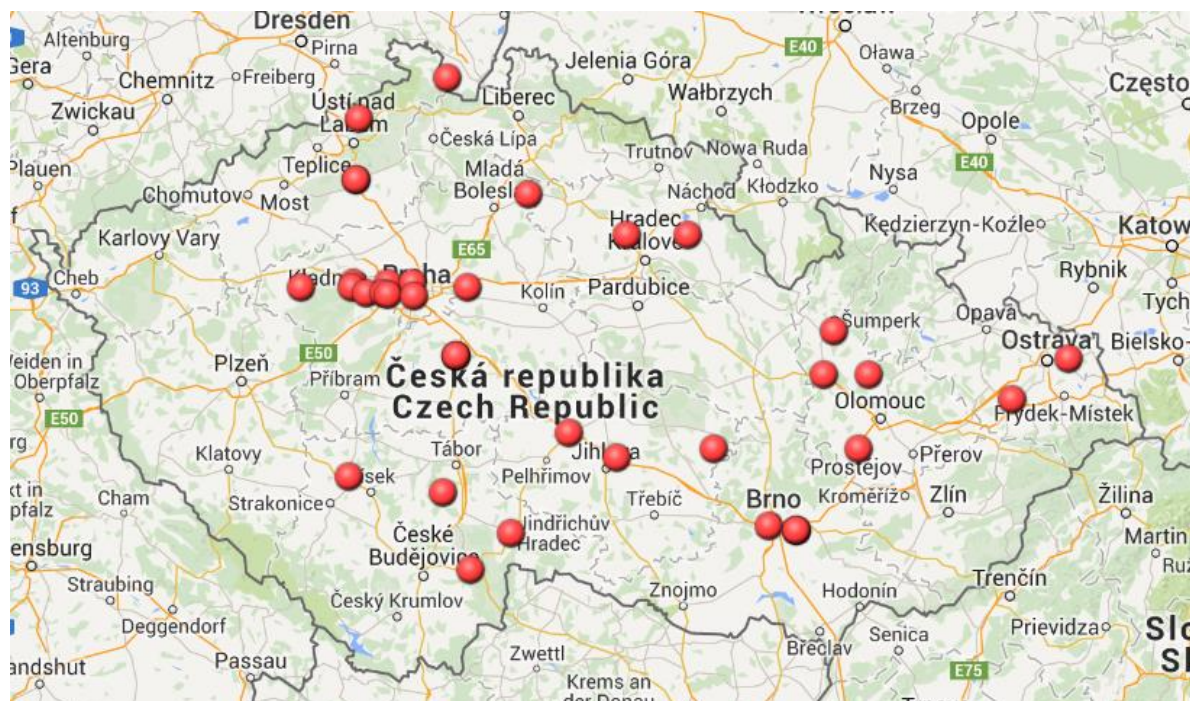 Dresden
Altenburg
Pirna
Gera
Chemnitz
Freiberg
Zwickau
Ústí nad
Labem
Liberec
Jelenia Góra
Wałbrzych
E40
Oława
Brzeg
Opole
Często
Plauen
Teplice
Česká Lípa
Mladá
Bolesl
Trutnov
Nowa Ruda
E40
Nysa
Chomutov
Most
Náchod
Kłodzko
Kędzierzyn-Koźle
Katow
Karlovy Vary
E65
Hradec
Králové
Rybnik
Cheb
93
Kladn
Praha
Kolín
Pardubice
Tych
Opava
Šumperk
Ostrava
Bielsko-
Weiden in
Oberpfalz
Plzeň
E50
Příbram
Česká republika
Czech Republic
E50
Olomouc
Frýdek-Místek
Klatovy
Tábor
Pelhřimov
Jihlava
Prostějov
Přerov
Cham
Strakonice
Písek
Třebíč
Brno
Kroměříž
Zlín
Žilina
České
Budějovice
Jindřichův
Hradec
Martin
Straubing
Znojmo
Hodonín
Trenčín
Deggendorf
Český Krumlov
Prievidza
Passau
Zwettl
Břeclav
Senica
E75
Krems an
der Donau